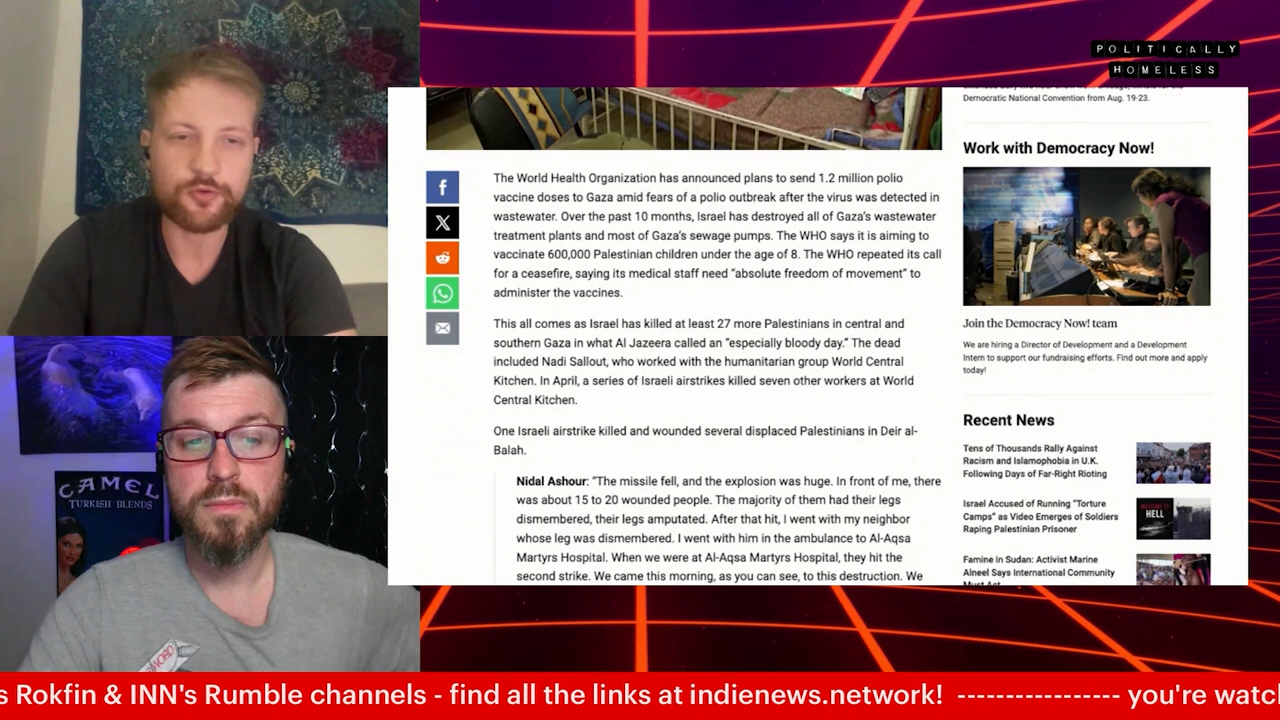 POLITICALLY
HOMELESS
Democratic National Convention from Aug. 19-23.
The World Health Organization has announced plans to send 1.2 million polio
vaccine doses to Gaza amid fears of a polio outbreak after the virus was detected in
wastewater. Over the past 10 months, Israel has destroyed all of Gaza's wastewater
treatment plants and most of Gaza's sewage pumps. The WHO says it is aiming to
vaccinate 600,000 Palestinian children under the age of 8. The WHO repeated its call
for a ceasefire, saying its medical staff need "absolute freedom of movement" to
administer the vaccines.
This all comes as Israel has killed at least 27 more Palestinians in central and
southern Gaza in what Al Jazeera called an "especially bloody day." The dead
included Nadi Sallout, who worked with the humanitarian group World Central
Kitchen. In April, a series of Israeli airstrikes killed seven other workers at World
Central Kitchen.
One Israeli airstrike killed and wounded several displaced Palestinians in Deir al-
Balah.
Nidal Ashour: "The missile fell, and the explosion was huge. In front of me, there
was about 15 to 20 wounded people. The majority of them had their legs
dismembered, their legs amputated. After that hit, I went with my neighbor
whose leg was dismembered. I went with him in the ambulance to Al-Aqsa
Martyrs Hospital. When we were at Al-Aqsa Martyrs Hospital, they hit the
second strike. We came this morning, as you can see, to this destruction. We
Work with Democracy Now!
Join the Democracy Now! team
We are hiring a Director of Development and a Development
Intern to support our fundraising efforts. Find out more and apply
today!
Recent News
Tens of Thousands Rally Against
Racism and Islamophobia in U.K.
Following Days of Far-Right Rioting
Israel Accused of Running "Torture
Camps" as Video Emerges of Soldiers
Raping Palestinian Prisoner
HELL
Famine in Sudan: Activist Marine
Alneel Says International Community
Must Act
CAMEL
TURKISH BLENDS
s Rokfin & INN's Rumble channels - find all the links at indienews.network! ----------------- you're watch